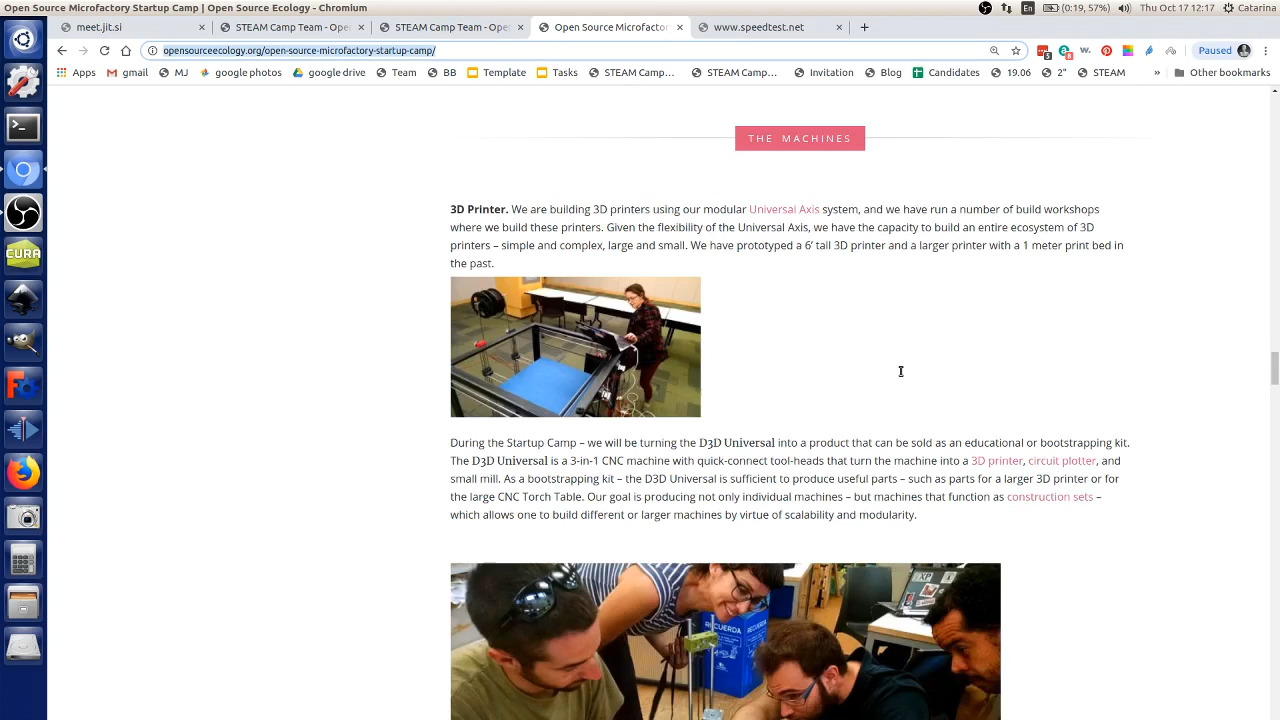 Open Source Microfactory Startup Camp | Open Source Ecology - Chromium
En (0:19, 57%) Thu Oct 17 12:17 Catarina
meet.jit.si × STEAM Camp Team - Ope × STEAM Camp Team - Ope × Open Source Microfacto × www.speedtest.net × +
opensourceecology.org/open-source-microfactory-startup-camp/ Paused
Apps gmail MJ google photos google drive Team BB Template Tasks STEAM Camp... STEAM Camp... Invitation Blog Candidates 19.06 2" STEAM » Other bookmarks
THE MACHINES
3D Printer. We are building 3D printers using our modular Universal Axis system, and we have run a number of build workshops
where we build these printers. Given the flexibility of the Universal Axis, we have the capacity to build an entire ecosystem of 3D
printers – simple and complex, large and small. We have prototyped a 6’ tall 3D printer and a larger printer with a 1 meter print bed in
the past.
During the Startup Camp – we will be turning the D3D Universal into a product that can be sold as an educational or bootstrapping kit.
The D3D Universal is a 3-in-1 CNC machine with quick-connect tool-heads that turn the machine into a 3D printer, circuit plotter, and
small mill. As a bootstrapping kit – the D3D Universal is sufficient to produce useful parts – such as parts for a larger 3D printer or for
the large CNC Torch Table. Our goal is producing not only individual machines – but machines that function as construction sets –
which allows one to build different or larger machines by virtue of scalability and modularity.
RECUERDA
CURA